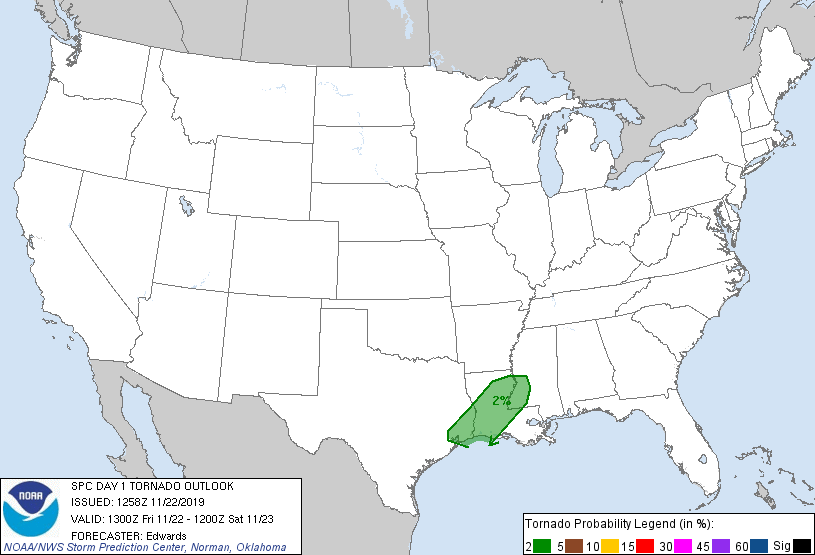 2%
NOAA
SPC DAY 1 TORNADO OUTLOOK
ISSUED: 1258Z 11/22/2019
VALID: 1300Z Fri 11/22 - 1200Z Sat 11/23
FORECASTER: Edwards
NOAA/NWS Storm Prediction Center, Norman, Oklahoma
Tornado Probability Legend (in %):
2 5 10 15 30 45 60 Sig